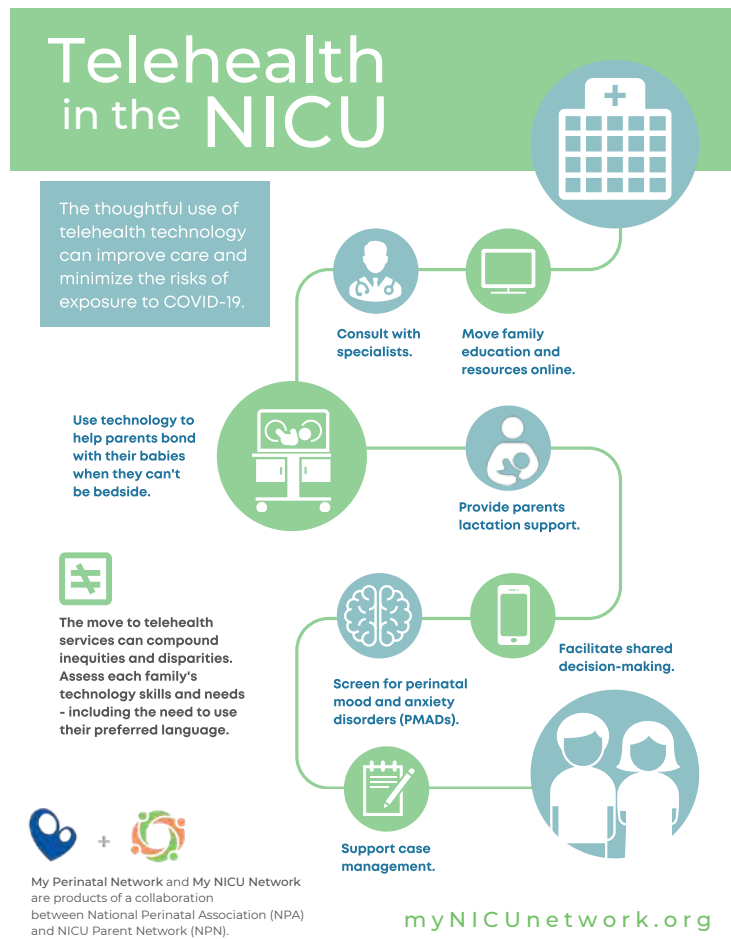 Telehealth
in the NICU
The thoughtful use of
telehealth technology
can improve care and
minimize the risks of
exposure to COVID-19.
Consult with
specialists.
Move family
education and
resources online.
Use technology to
help parents bond
with their babies
when they can't
be bedside.
Provide parents
lactation support.
The move to telehealth
services can compound
inequities and disparities.
Assess each family's
technology skills and needs
- including the need to use
their preferred language.
Facilitate shared
decision-making.
Screen for perinatal
mood and anxiety
disorders (PMADs).
Support case
management.
+
My Perinatal Network and My NICU Network
are products of a collaboration
between National Perinatal Association (NPA)
and NICU Parent Network (NPN).
myNICUnetwork.org